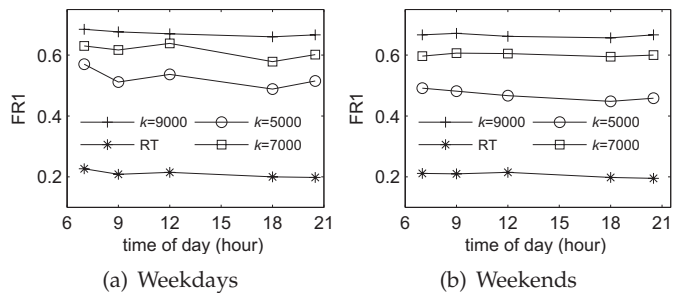 FR1
0.6
0.4
0.2
k=9000
k=5000
RT
k=7000
6 9 12 15 18 21
time of day (hour)
(a) Weekdays
FR1
0.6
0.4
0.2
k=9000
k=5000
RT
k=7000
6 9 12 15 18 21
time of day (hour)
(b) Weekends